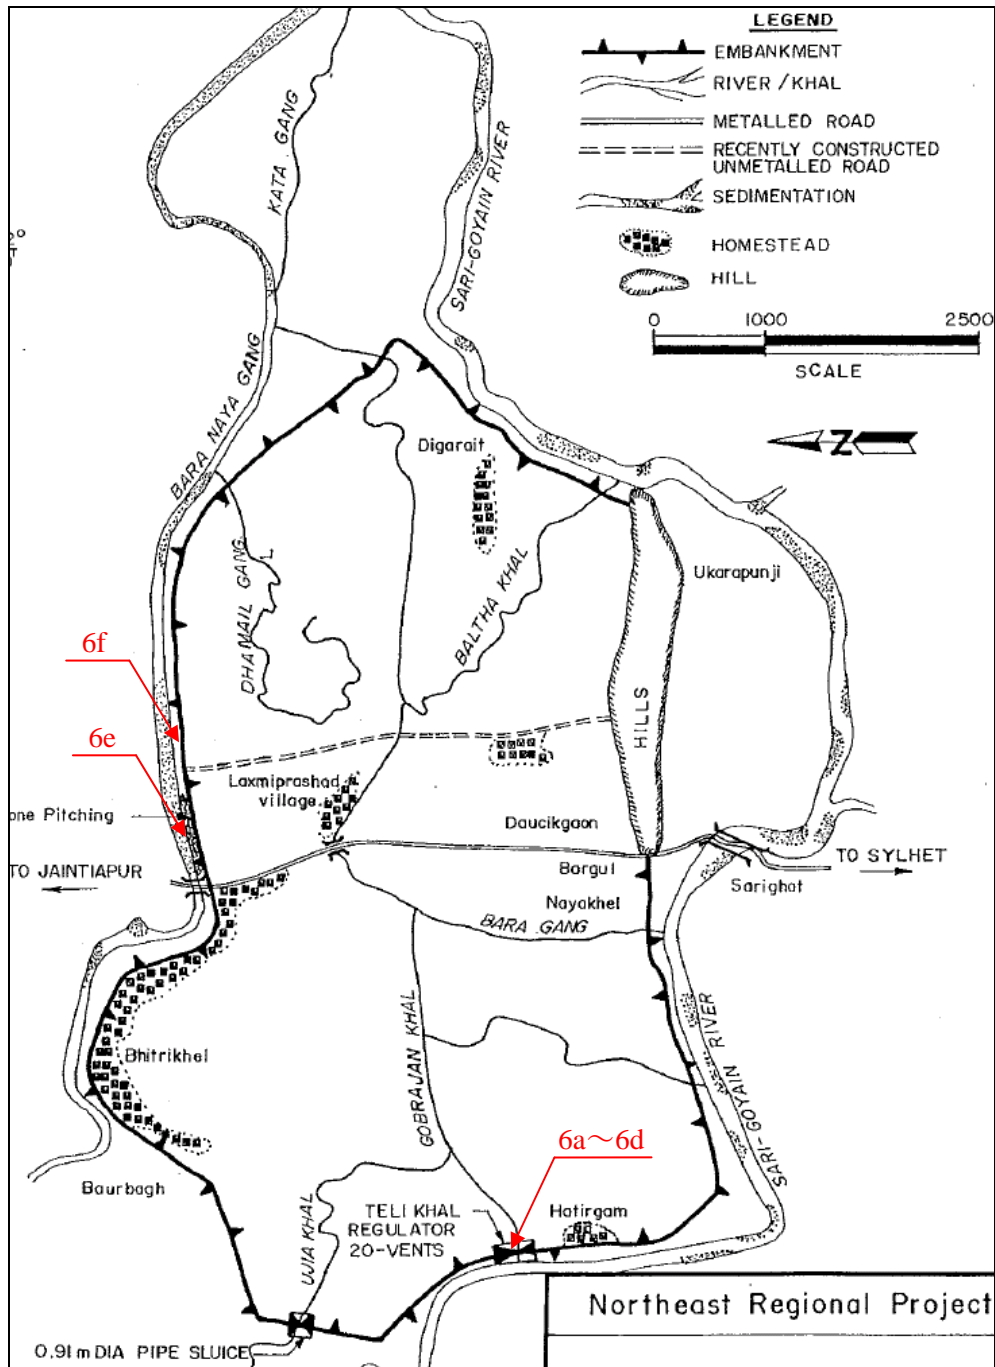 LEGEND
EMBANKMENT
RIVER / KHAL
METALLED ROAD
RECENTLY CONSTRUCTED
UNMETALLED ROAD
SEDIMENTATION
HOMESTEAD
HILL
0 1000 2500
SCALE
Z
KATA GANG
SARI-GOYAIN RIVER
BARA NAYA GANG
Digarait
Ukarapunji
DHAMAIL GANG
BALTHA KHAL
6f
6e
HILLS
Laxmiprashad
village
one Pitching
Daucikgaon
TO JAINTIAPUR
Borgul
TO SYLHET
Sarighat
Nayakhel
BARA GANG
Bhitrikhel
GOBRAJAN KHAL
SARI-GOYAIN RIVER
6a～6d
Baurbagh
UJIA KHAL
TELI KHAL
REGULATOR
20-VENTS
Hatirgam
Northeast Regional Project
0.91m DIA PIPE SLUICE